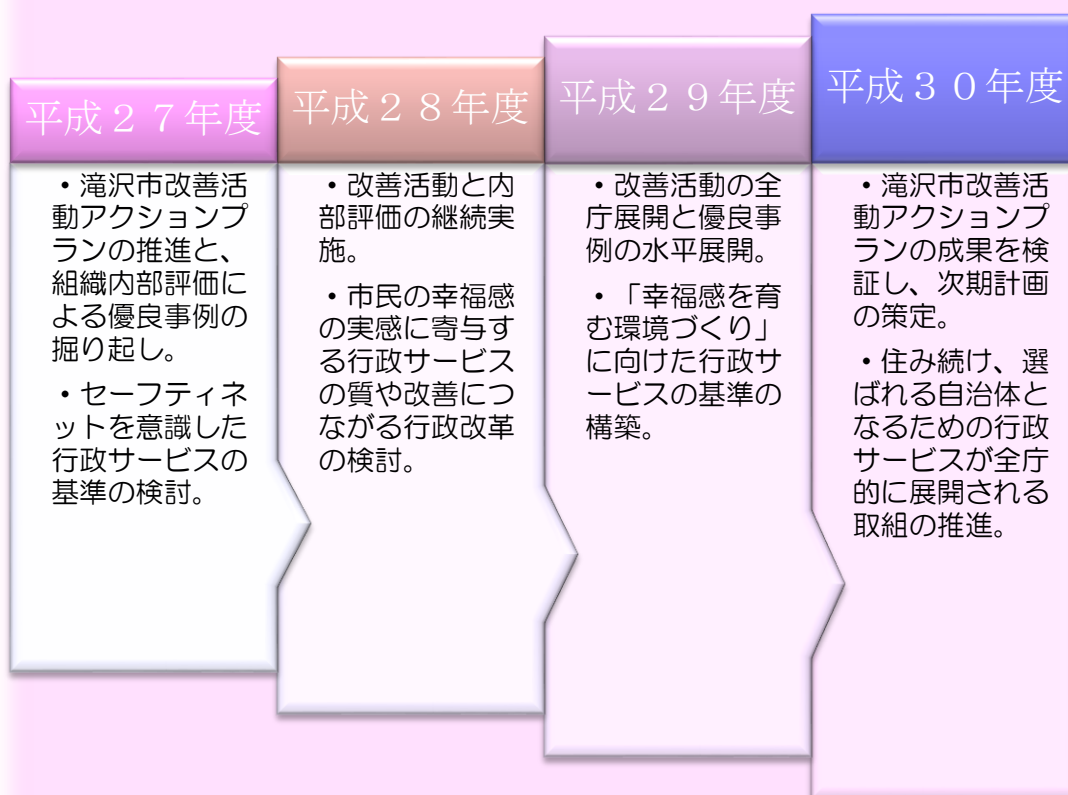 平成２７年度
・滝沢市改善活
動アクションプ
ランの推進と、
組織内部評価に
よる優良事例の
掘り起し。
・セーフティネ
ットを意識した
行政サービスの
基準の検討。
平成２８年度
・改善活動と内
部評価の継続実
施。
・市民の幸福感
の実感に寄与す
る行政サービス
の質や改善につ
ながる行政改革
の検討。
平成２９年度
・改善活動の全
庁展開と優良事
例の水平展開。
・「幸福感を育
む環境づくり」
に向けた行政サ
ービスの基準の
構築。
平成３０年度
・滝沢市改善活
動アクションプ
ランの成果を検
証し、次期計画
の策定。
・住み続け、選
ばれる自治体と
なるための行政
サービスが全庁
的に展開される
取組の推進。